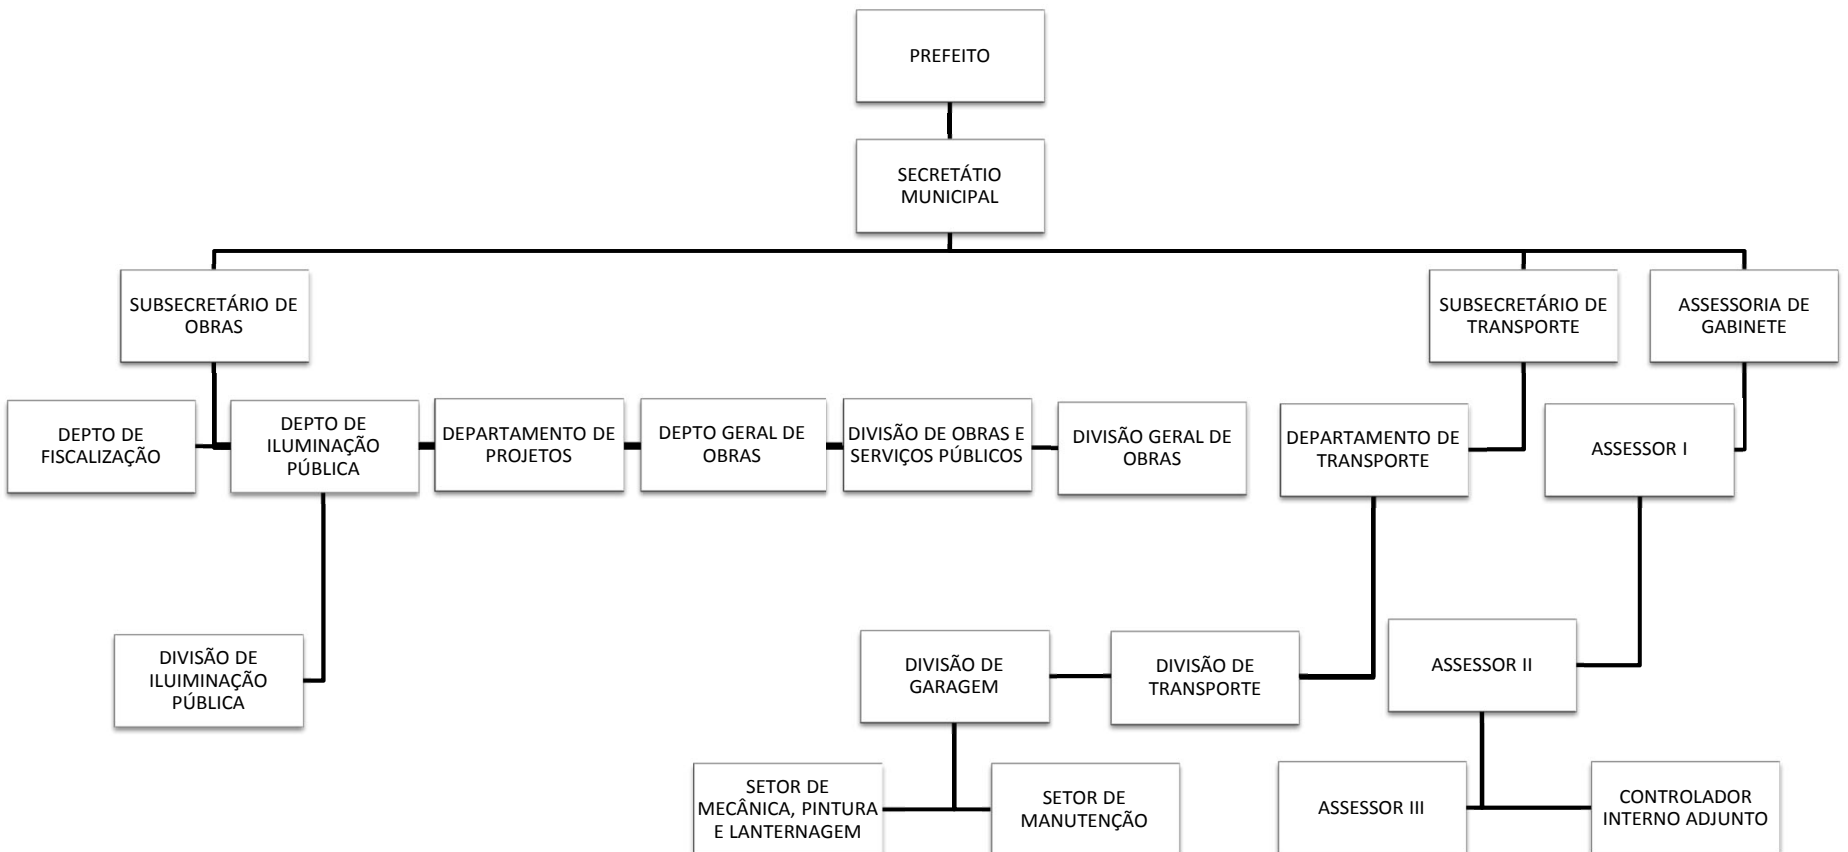 PREFEITO
SECRETÁTIO
MUNICIPAL
SUBSECRETÁRIO DE
OBRAS
SUBSECRETÁRIO DE
TRANSPORTE
ASSESSORIA DE
GABINETE
DEPTO DE
FISCALIZAÇÃO
DEPTO DE
ILUMINAÇÃO
PÚBLICA
DEPARTAMENTO DE
PROJETOS
DEPTO GERAL DE
OBRAS
DIVISÃO DE OBRAS E
SERVIÇOS PÚBLICOS
DIVISÃO GERAL DE
OBRAS
DEPARTAMENTO DE
TRANSPORTE
ASSESSOR I
DIVISÃO DE
ILUIMINAÇÃO
PÚBLICA
DIVISÃO DE
GARAGEM
DIVISÃO DE
TRANSPORTE
ASSESSOR II
SETOR DE
MECÂNICA, PINTURA
E LANTERNAGEM
SETOR DE
MANUTENÇÃO
ASSESSOR III
CONTROLADOR
INTERNO ADJUNTO